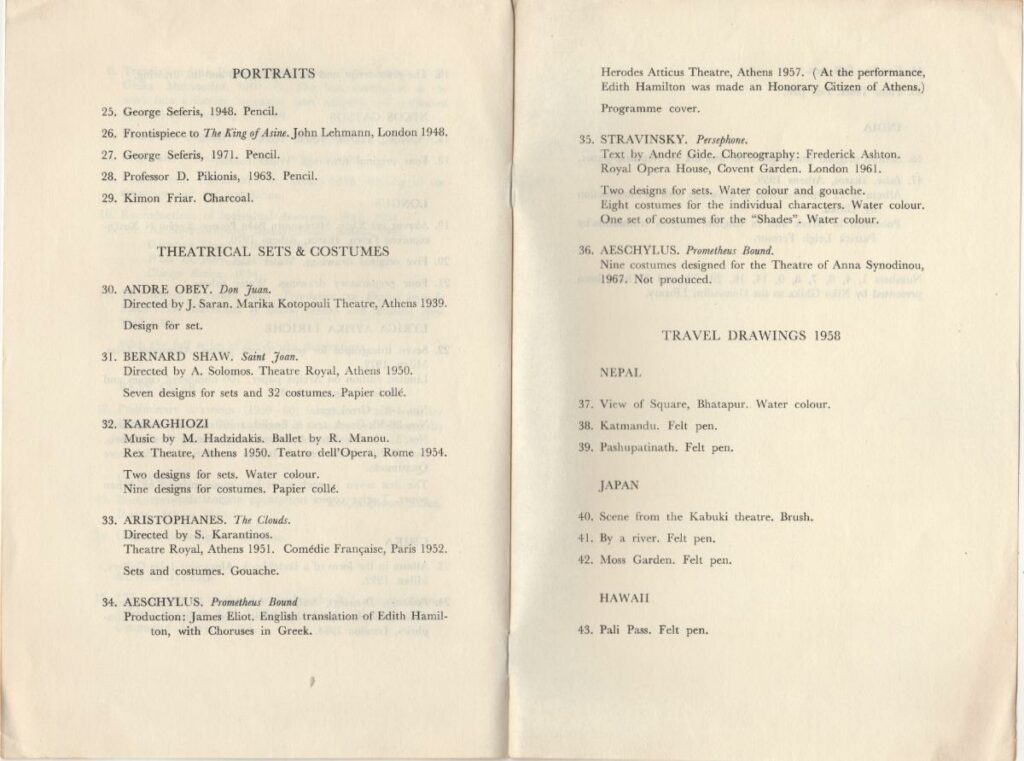 PORTRAITS
25. George Seferis, 1948. Pencil.
26. Frontispiece to The King of Asine. John Lehmann, London 1948.
27. George Seferis, 1971. Pencil.
28. Professor D. Pikionis, 1963. Pencil.
29. Kimon Friar. Charcoal.
THEATRICAL SETS & COSTUMES
30. ANDRE OBEY. Don Juan.
Directed by J. Saran. Marika Kotopouli Theatre, Athens 1939.
Design for set.
31. BERNARD SHAW. Saint Joan.
Directed by A. Solomos. Theatre Royal, Athens 1950.
Seven designs for sets and 32 costumes. Papier collé.
32. KARAGHIOZI
Music by M. Hadzidakis. Ballet by R. Manou.
Rex Theatre, Athens 1950. Teatro dell'Opera, Rome 1954.
Two designs for sets. Water colour.
Nine designs for costumes. Papier collé.
33. ARISTOPHANES. The Clouds.
Directed by S. Karantinos.
Theatre Royal, Athens 1951. Comédie Française, Paris 1952.
Sets and costumes. Gouache.
34. AESCHYLUS. Prometheus Bound
Production: James Eliot. English translation of Edith Hamil-
ton, with Choruses in Greek.
Herodes Atticus Theatre, Athens 1957. ( At the performance,
Edith Hamilton was made an Honorary Citizen of Athens.)
Programme cover.
35. STRAVINSKY. Persephone.
Text by André Gide. Choreography: Frederick Ashton.
Royal Opera House, Covent Garden. London 1961.
Two designs for sets. Water colour and gouache.
Eight costumes for the individual characters. Water colour.
One set of costumes for the "Shades". Water colour.
36. AESCHYLUS. Prometheus Bound.
Nine costumes designed for the Theatre of Anna Synodinou,
1967. Not produced.
TRAVEL DRAWINGS 1958
NEPAL
37. View of Square, Bhatapur. Water colour.
38. Katmandu. Felt pen.
39. Pashupatinath. Felt pen.
JAPAN
40. Scene from the Kabuki theatre. Brush.
41. By a river. Felt pen.
42. Moss Garden. Felt pen.
HAWAII
43. Pali Pass. Felt pen.